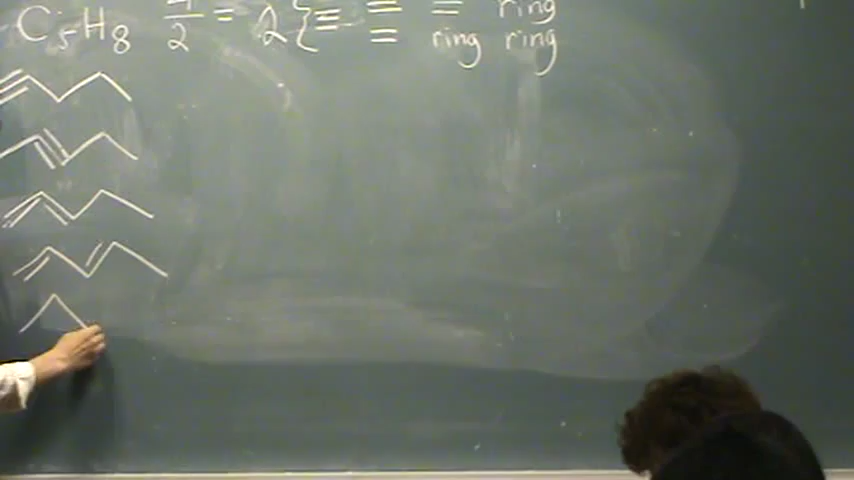 C₅H₈ 4/2 = 2 { ≡ = = ring
= ring ring